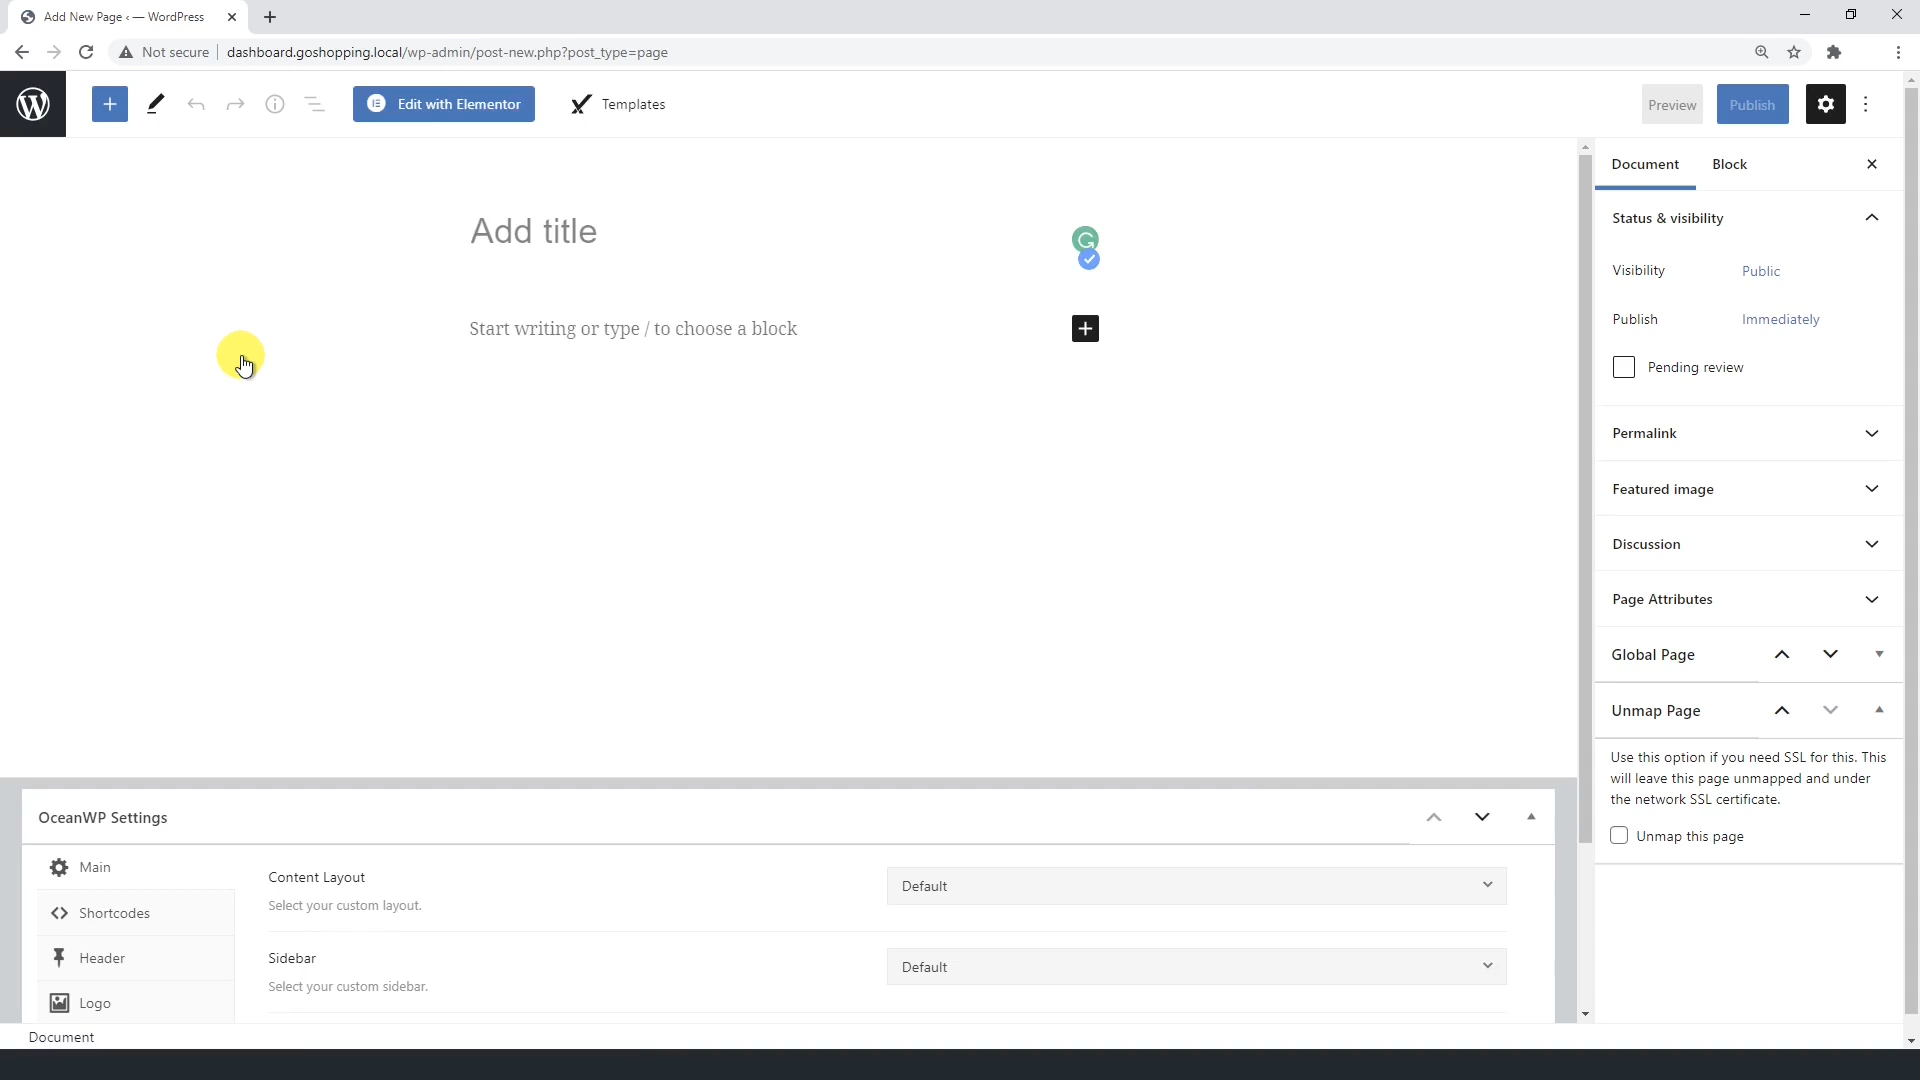 Add New Page ‹ — WordPress
Not secure
dashboard.goshopping.local/wp-admin/post-new.php?post_type=page
Edit with Elementor
Templates
Preview
Publish
Document
Block
Add title
Start writing or type / to choose a block
Status & visibility
Visibility
Public
Publish
Immediately
Pending review
Permalink
Featured image
Discussion
Page Attributes
Global Page
Unmap Page
Use this option if you need SSL for this. This
will leave this page unmapped and under
the network SSL certificate.
Unmap this page
OceanWP Settings
Main
Shortcodes
Header
Logo
Content Layout
Select your custom layout.
Default
Sidebar
Select your custom sidebar.
Default
Document